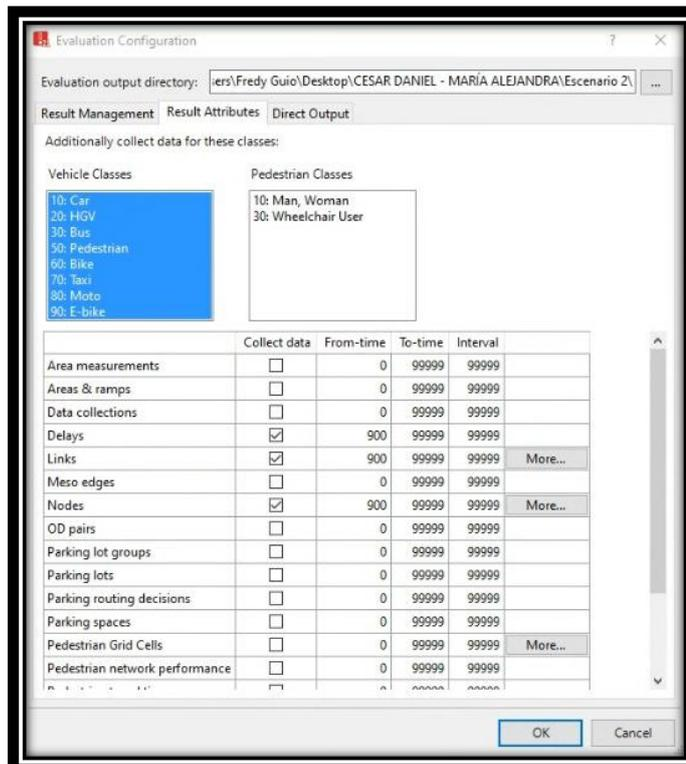 Evaluation Configuration ? ×
Evaluation output directory: :ers\Fredy Guio\Desktop\CESAR DANIEL - MARÍA ALEJANDRA\Escenario 2\ ...
Result Management Result Attributes Direct Output
Additionally collect data for these classes:
Vehicle Classes Pedestrian Classes
10: Car 10: Man, Woman
20: HGV 30: Wheelchair User
30: Bus
50: Pedestrian
60: Bike
70: Taxi
80: Moto
90: E-bike
Collect data From-time To-time Interval
Area measurements 0 99999 99999
Areas & ramps 0 99999 99999
Data collections 0 99999 99999
Delays 900 99999 99999
Links 900 99999 99999 More...
Meso edges 0 99999 99999
Nodes 900 99999 99999 More...
OD pairs 0 99999 99999
Parking lot groups 0 99999 99999
Parking lots 0 99999 99999
Parking routing decisions 0 99999 99999
Parking spaces 0 99999 99999
Pedestrian Grid Cells 0 99999 99999 More...
Pedestrian network performance 0 99999 99999
OK Cancel